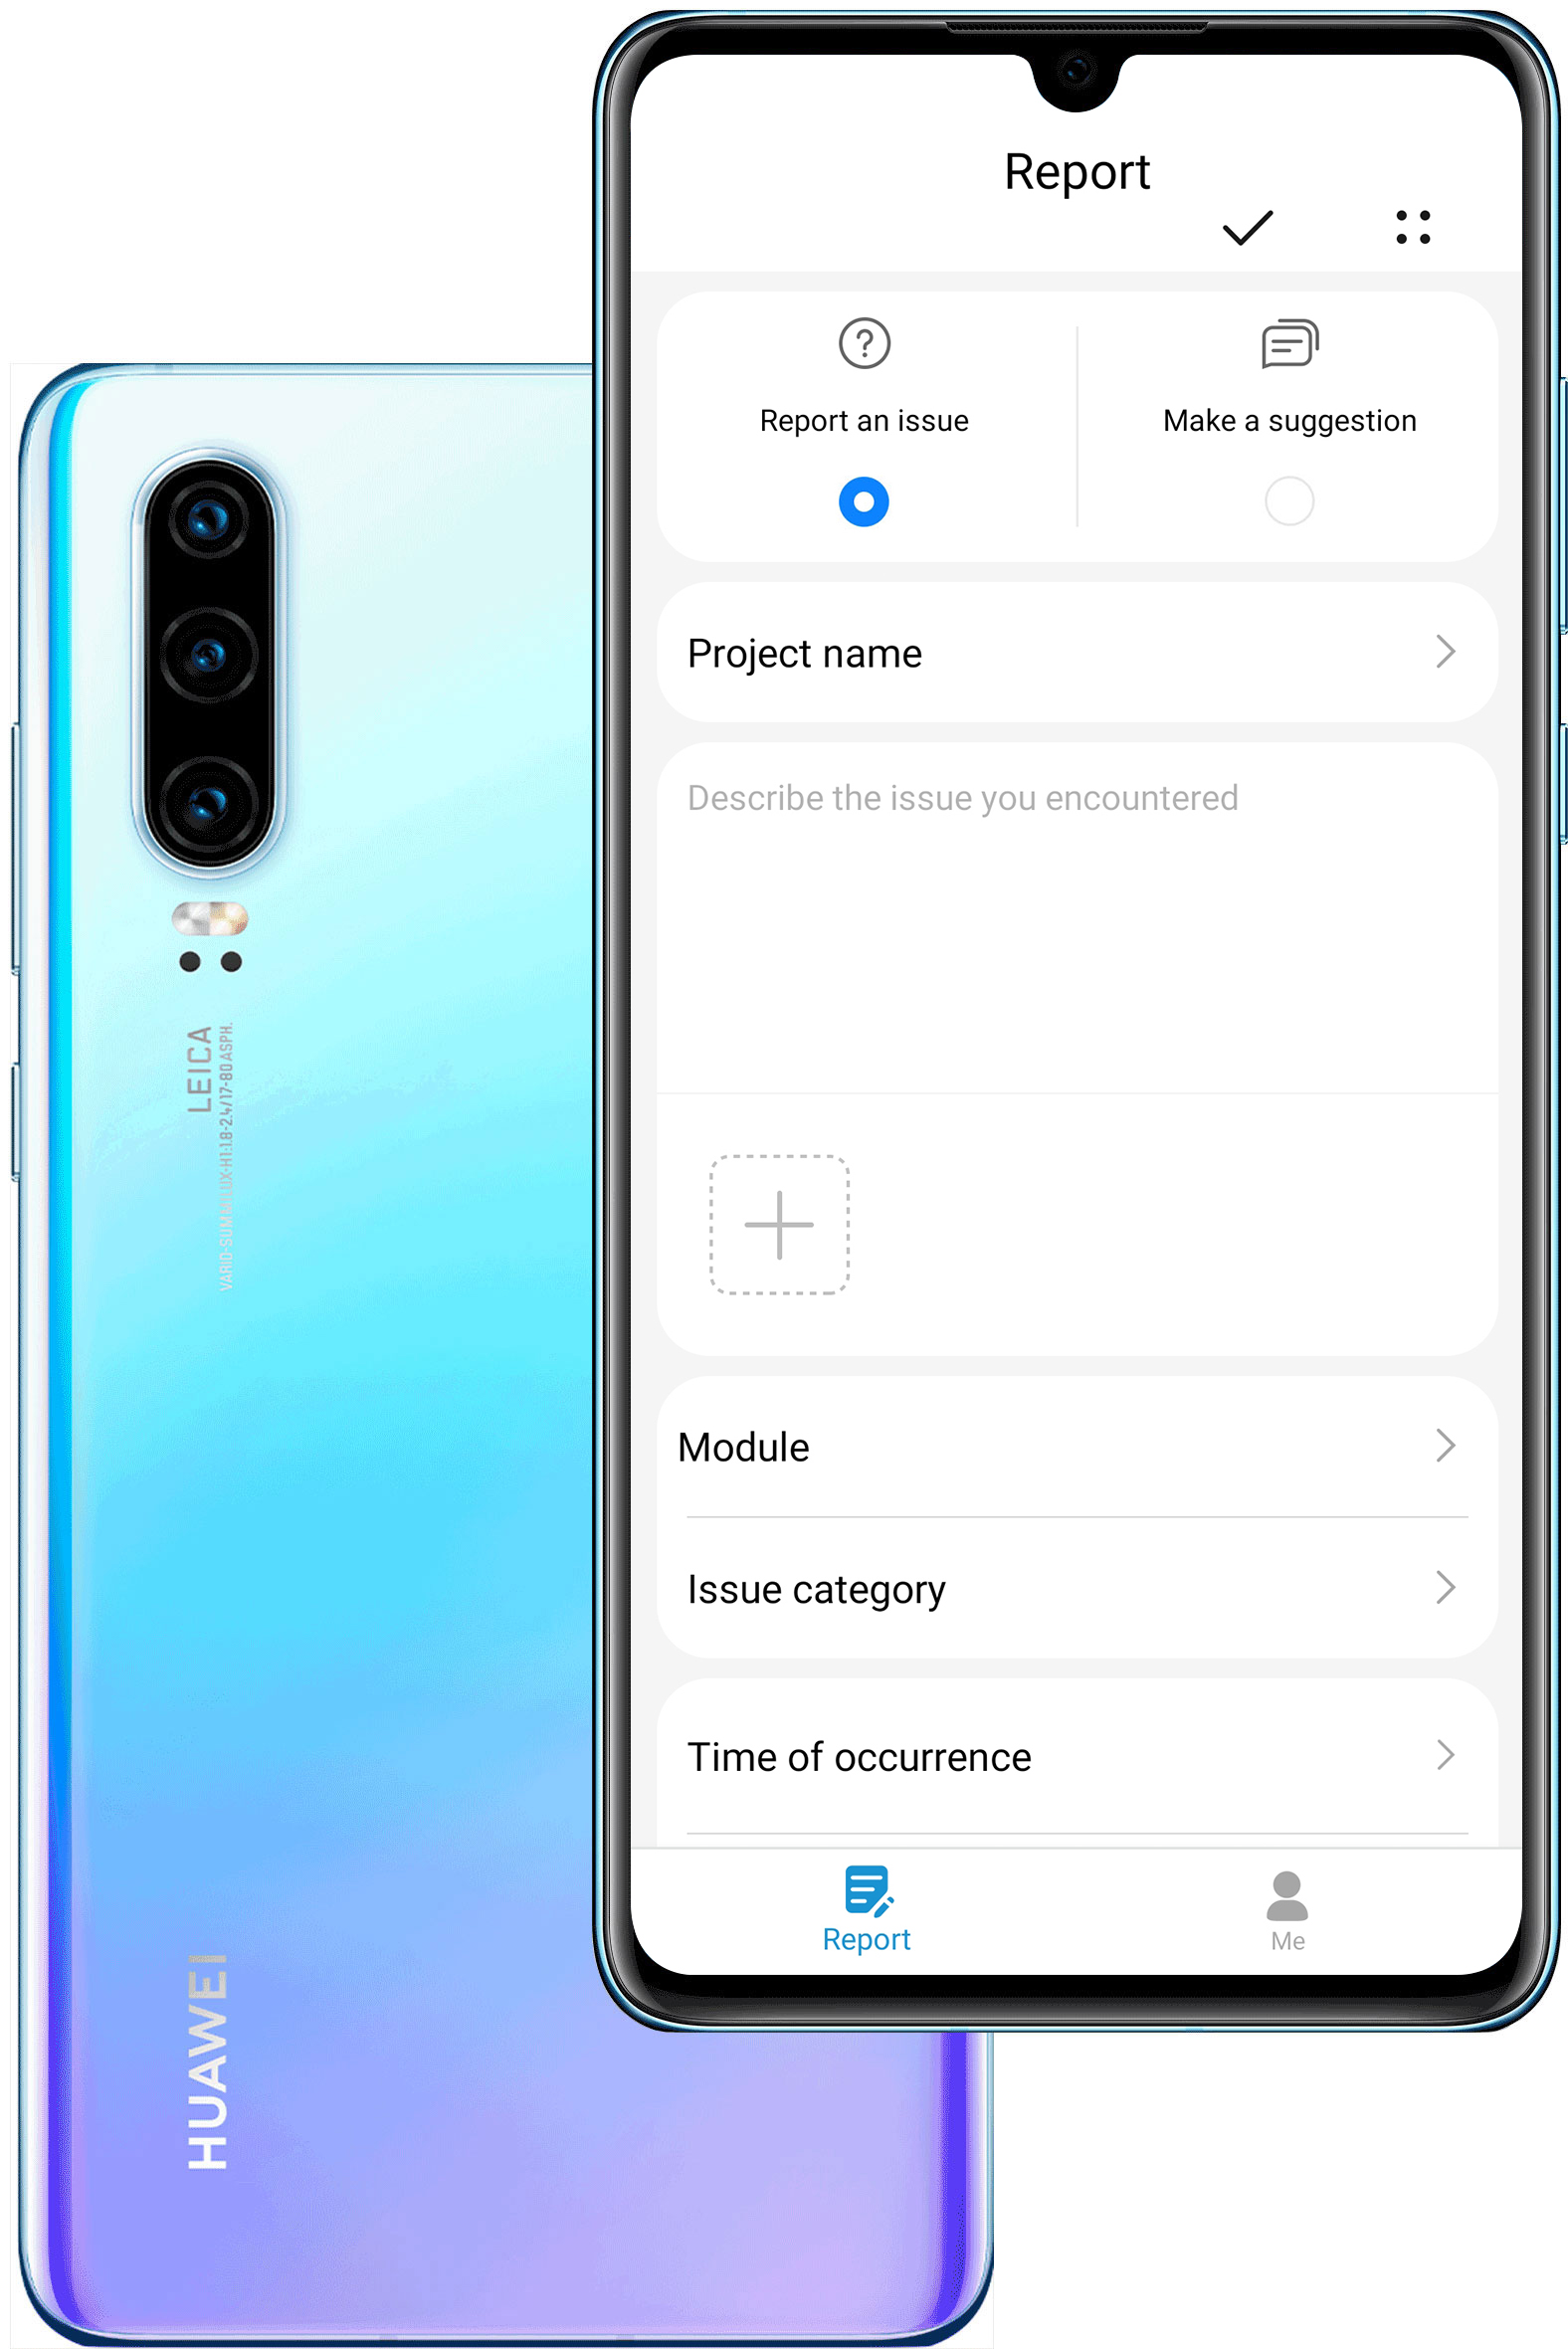 Report
Report an issue
Make a suggestion
Project name
Describe the issue you encountered
Module
Issue category
Time of occurrence
Report
Me
LEICA
VARIO-SUMMILUX-H1:1.8-2.4/17-80 ASPH.
HUAWEI